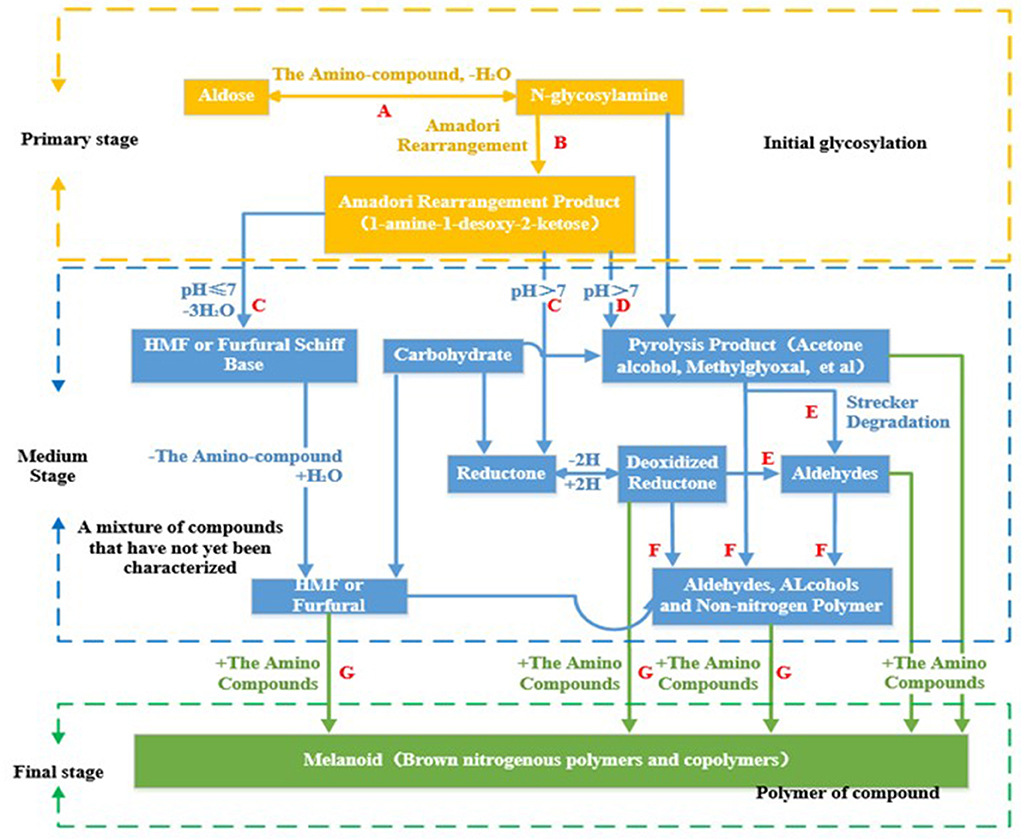 The Amino-compound, -H₂O
Aldose
N-glycosylamine
A
Amadori
Rearrangement
B
Primary stage
Initial glycosylation
Amadori Rearrangement Product
（1-amine-1-desoxy-2-ketose）
pH≤7
-3H₂O
C
pH>7
C
pH>7
D
HMF or Furfural Schiff
Base
Carbohydrate
Pyrolysis Product（Acetone
alcohol, Methylglyoxal, et al）
E
Strecker
Degradation
Medium
Stage
-The Amino-compound
+H₂O
Reductone
-2H
+2H
Deoxidized
Reductone
E
Aldehydes
A mixture of compounds
that have not yet been
characterized
F
F
F
HMF or
Furfural
Aldehydes, ALcohols
and Non-nitrogen Polymer
+The Amino
Compounds
G
+The Amino
Compounds
G
+The Amino
Compounds
G
+The Amino
Compounds
Final stage
Melanoid（Brown nitrogenous polymers and copolymers）
Polymer of compound